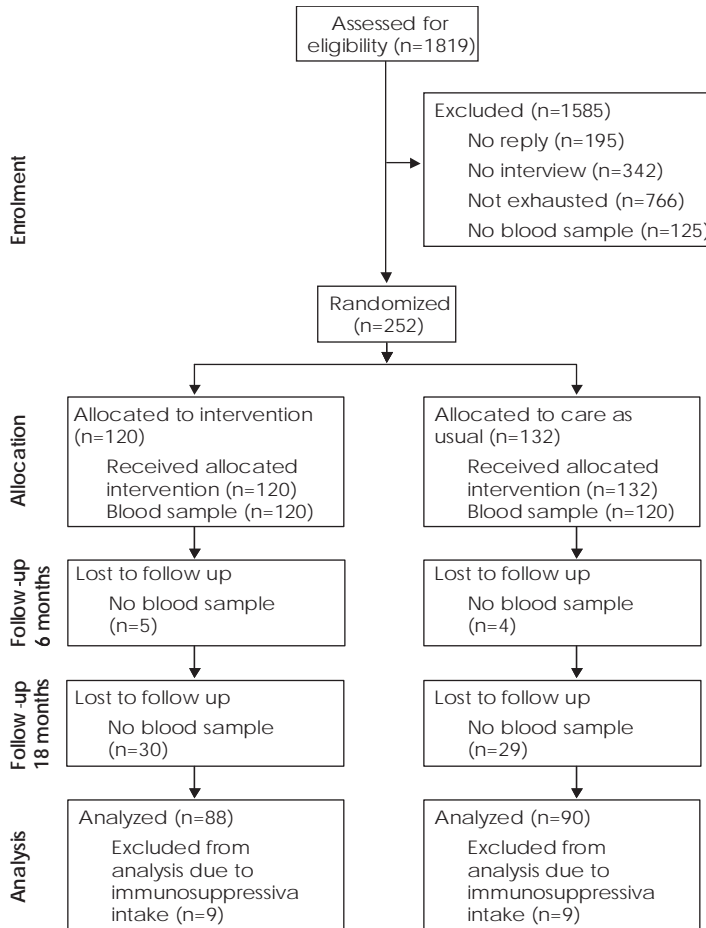 Assessed for
eligibility (n=1819)
Enrolment
Excluded (n=1585)
No reply (n=195)
No interview (n=342)
Not exhausted (n=766)
No blood sample (n=125)
Randomized
(n=252)
Allocation
Allocated to intervention
(n=120)
Received allocated
intervention (n=120)
Blood sample (n=120)
Allocated to care as
usual (n=132)
Received allocated
intervention (n=132)
Blood sample (n=120)
Follow-up
6 months
Lost to follow up
No blood sample
(n=5)
Lost to follow up
No blood sample
(n=4)
Follow-up
18 months
Lost to follow up
No blood sample
(n=30)
Lost to follow up
No blood sample
(n=29)
Analysis
Analyzed (n=88)
Excluded from
analysis due to
immunosuppressiva
intake (n=9)
Analyzed (n=90)
Excluded from
analysis due to
immunosuppressiva
intake (n=9)